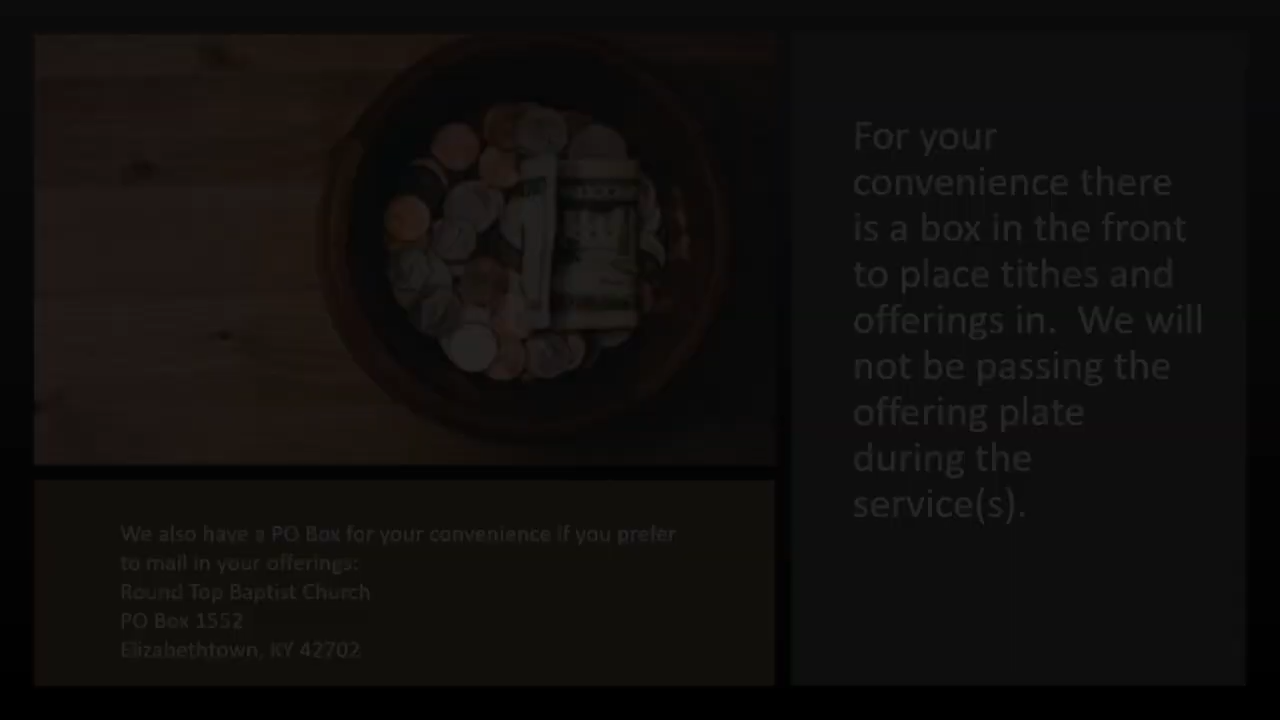 For your
convenience there
is a box in the front
to place tithes and
offerings in.  We will
not be passing the
offering plate
during the
service(s).
We also have a PO Box for your convenience if you prefer
to mail in your offerings:
Round Top Baptist Church
PO Box 1552
Elizabethtown, KY 42702